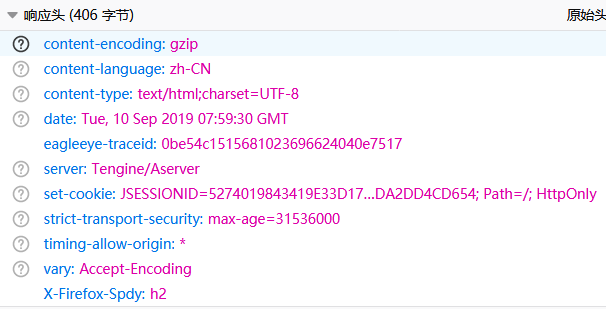 响应头 (406 字节) 原始头
content-encoding: gzip
content-language: zh-CN
content-type: text/html;charset=UTF-8
date: Tue, 10 Sep 2019 07:59:30 GMT
eagleeye-traceid: 0be54c1515681023696624040e7517
server: Tengine/Aserver
set-cookie: JSESSIONID=5274019843419E33D17...DA2DD4CD654; Path=/; HttpOnly
strict-transport-security: max-age=31536000
timing-allow-origin: *
vary: Accept-Encoding
X-Firefox-Spdy: h2